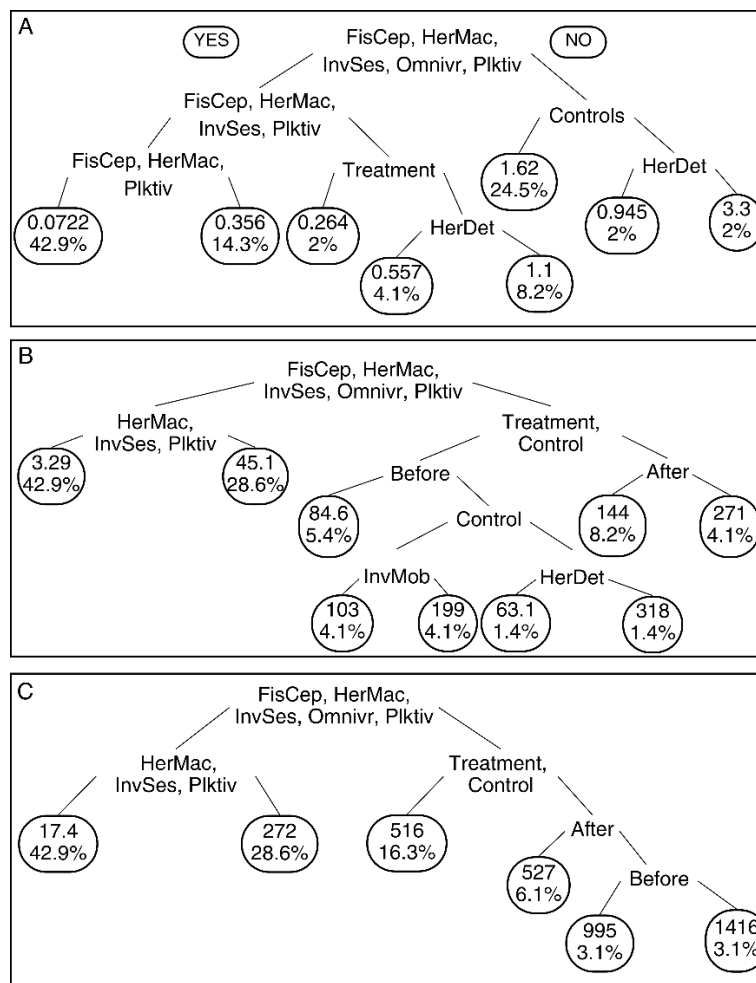 A
YES
FisCep, HerMac,
InvSes, Omnivr, Plktiv
NO
FisCep, HerMac,
InvSes, Plktiv
Controls
FisCep, HerMac,
Plktiv
Treatment
1.62
24.5%
HerDet
0.0722
42.9%
0.356
14.3%
0.264
2%
HerDet
0.945
2%
3.3
2%
0.557
4.1%
1.1
8.2%
B
FisCep, HerMac,
InvSes, Omnivr, Plktiv
HerMac,
InvSes, Plktiv
Treatment,
Control
3.29
42.9%
45.1
28.6%
Before
After
84.6
5.4%
Control
144
8.2%
271
4.1%
InvMob
HerDet
103
4.1%
199
4.1%
63.1
1.4%
318
1.4%
C
FisCep, HerMac,
InvSes, Omnivr, Plktiv
HerMac,
InvSes, Plktiv
Treatment,
Control
17.4
42.9%
272
28.6%
516
16.3%
After
527
6.1%
Before
995
3.1%
1416
3.1%